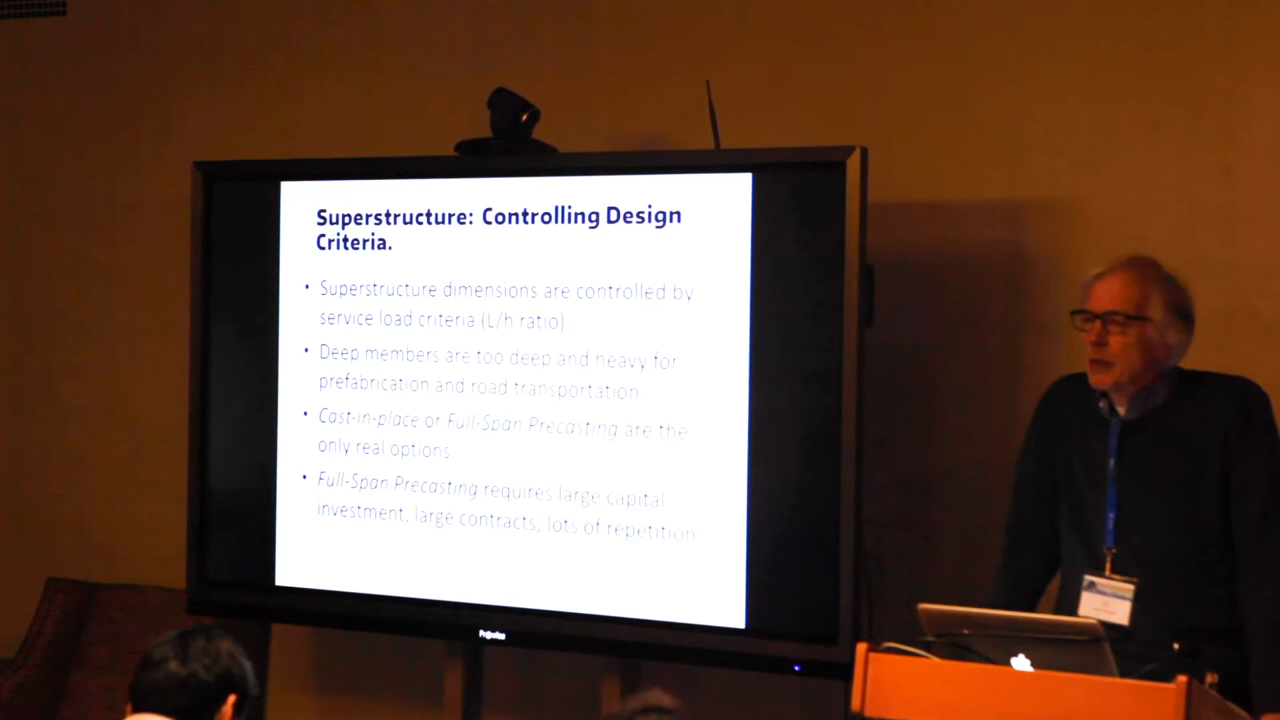 Superstructure: Controlling Design
Criteria.
• Superstructure dimensions are controlled by
service load criteria (L/h ratio)
• Deep members are too deep and heavy for
prefabrication and road transportation
• Cast-in-place or Full-Span Precasting are the
only real options.
• Full-Span Precasting requires large capital
investment, large contracts, lots of repetition